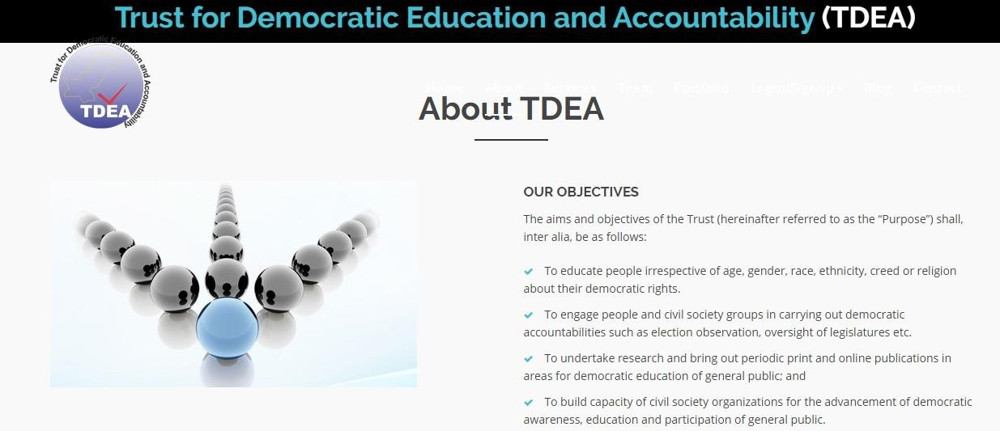 Trust for Democratic Education and Accountability (TDEA)
Trust for Democratic Education and Accountability
TDEA
Home About Services Team Portfolio Login/Signup Blog Contact
About TDEA
OUR OBJECTIVES
The aims and objectives of the Trust (hereinafter referred to as the “Purpose”) shall,
inter alia, be as follows:
To educate people irrespective of age, gender, race, ethnicity, creed or religion
about their democratic rights.
To engage people and civil society groups in carrying out democratic
accountabilities such as election observation, oversight of legislatures etc.
To undertake research and bring out periodic print and online publications in
areas for democratic education of general public; and
To build capacity of civil society organizations for the advancement of democratic
awareness, education and participation of general public.